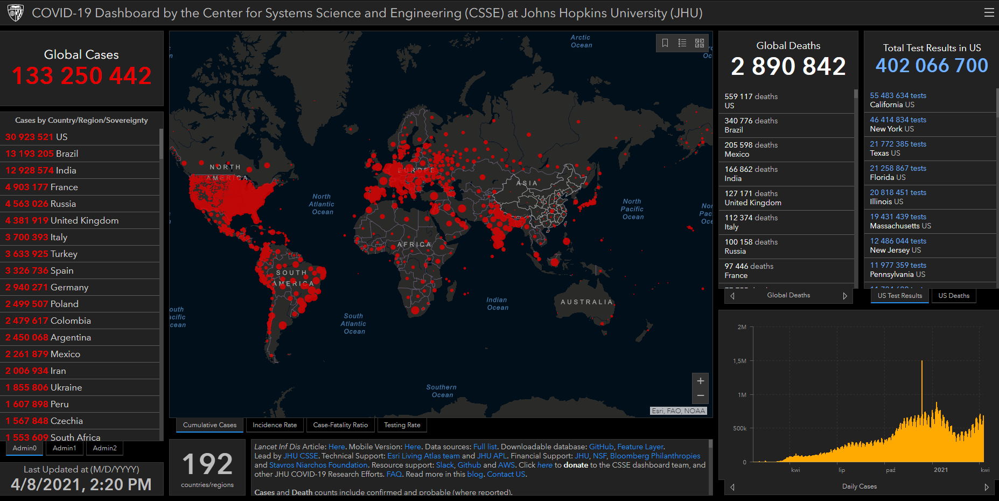 COVID-19 Dashboard by the Center for Systems Science and Engineering (CSSE) at Johns Hopkins University (JHU)
Global Cases
133 250 442
Cases by Country/Region/Sovereignty
30 923 521 US
13 193 205 Brazil
12 928 574 India
4 903 177 France
4 563 026 Russia
4 381 919 United Kingdom
3 700 393 Italy
3 633 925 Turkey
3 326 736 Spain
2 940 271 Germany
2 499 507 Poland
2 479 617 Colombia
2 450 068 Argentina
2 261 879 Mexico
2 006 934 Iran
1 855 806 Ukraine
1 607 898 Peru
1 567 848 Czechia
1 553 609 South Africa
Admin0
Admin1
Admin2
Last Updated at (M/D/YYYY)
4/8/2021, 2:20 PM
Arctic
Ocean
NORTH
AMERICA
EUROPE
ASIA
North
Atlantic
Ocean
North
Pacific
Ocean
AFRICA
SOUTH
AMERICA
Indian
Ocean
AUSTRALIA
South
Atlantic
Ocean
outh
acific
cean
Southern
Ocean
Esri, FAO, NOAA
Cumulative Cases
Incidence Rate
Case-Fatality Ratio
Testing Rate
192
countries/regions
Lancet Inf Dis Article: Here. Mobile Version: Here. Data sources: Full list. Downloadable database: GitHub, Feature Layer.
Lead by JHU CSSE. Technical Support: Esri Living Atlas team and JHU APL. Financial Support: JHU, NSF, Bloomberg Philanthropies
and Stavros Niarchos Foundation. Resource support: Slack, Github and AWS. Click here to donate to the CSSE dashboard team, and
other JHU COVID-19 Research Efforts. FAQ. Read more in this blog. Contact US.
Cases and Death counts include confirmed and probable (where reported).
Global Deaths
2 890 842
559 117 deaths
US
340 776 deaths
Brazil
205 598 deaths
Mexico
166 862 deaths
India
127 171 deaths
United Kingdom
112 374 deaths
Italy
100 158 deaths
Russia
97 446 deaths
France
Global Deaths
Total Test Results in US
402 066 700
55 483 634 tests
California US
46 414 834 tests
New York US
21 772 385 tests
Texas US
21 258 867 tests
Florida US
20 818 451 tests
Illinois US
19 431 439 tests
Massachusetts US
12 486 044 tests
New Jersey US
11 977 359 tests
Pennsylvania US
US Test Results
US Deaths
2M
1,5M
1M
500k
0
kwi
lip
paź
2021
kwi
Daily Cases